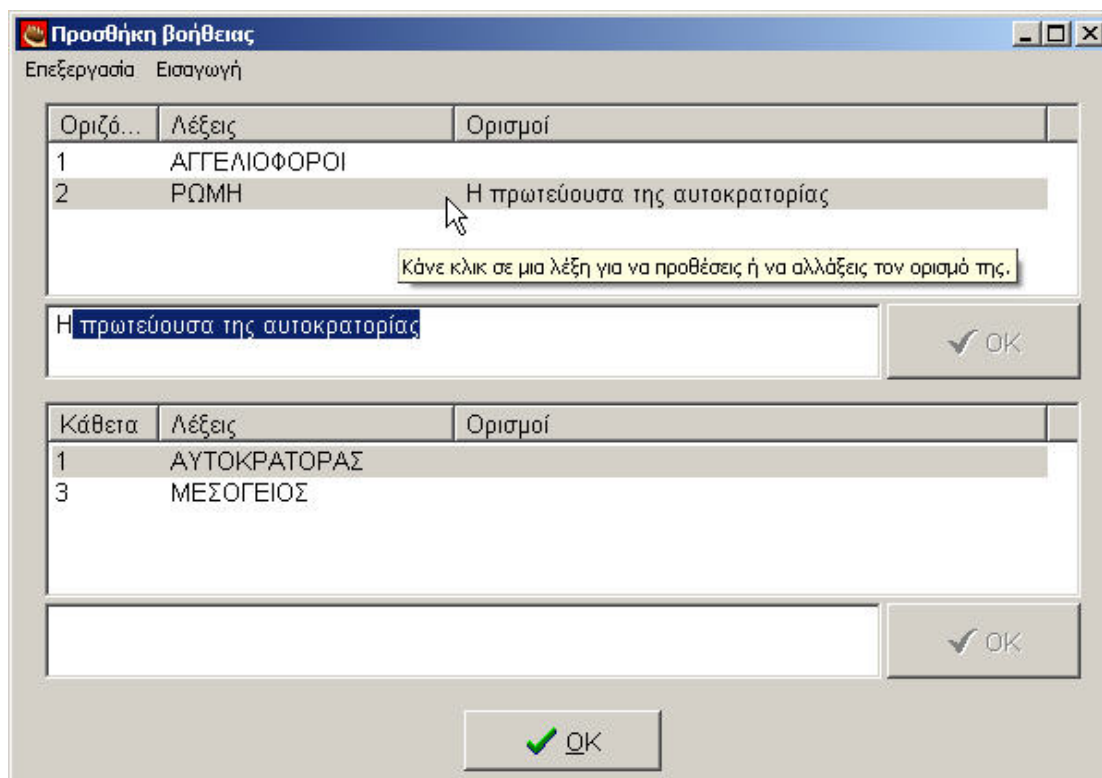 Προσθήκη βοήθειας
Επεξεργασία Εισαγωγή
Οριζό... Λέξεις Ορισμοί
1 ΑΓΓΕΛΙΟΦΟΡΟΙ
2 ΡΩΜΗ Η πρωτεύουσα της αυτοκρατορίας
Κάνε κλικ σε μια λέξη για να προθέσεις ή να αλλάξεις τον ορισμό της.
Η πρωτεύουσα της αυτοκρατορίας
OK
Κάθετα Λέξεις Ορισμοί
1 ΑΥΤΟΚΡΑΤΟΡΑΣ
3 ΜΕΣΟΓΕΙΟΣ
OK
OK